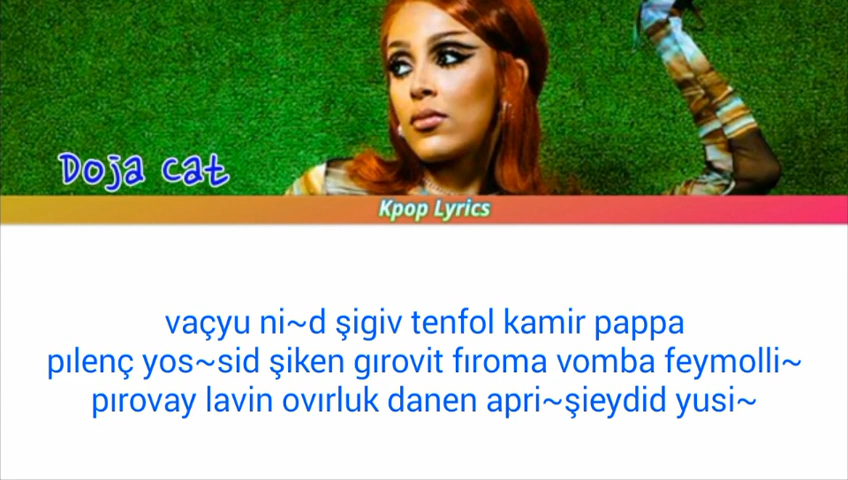 Doja cat
Kpop Lyrics
vaçyu ni~d şigiv tenfol kamir pappa
pılenç yos~sid şiken gırovit fıroma vomba feymolli~
pırovay lavin ovırluk danen apri~şieydid yusi~